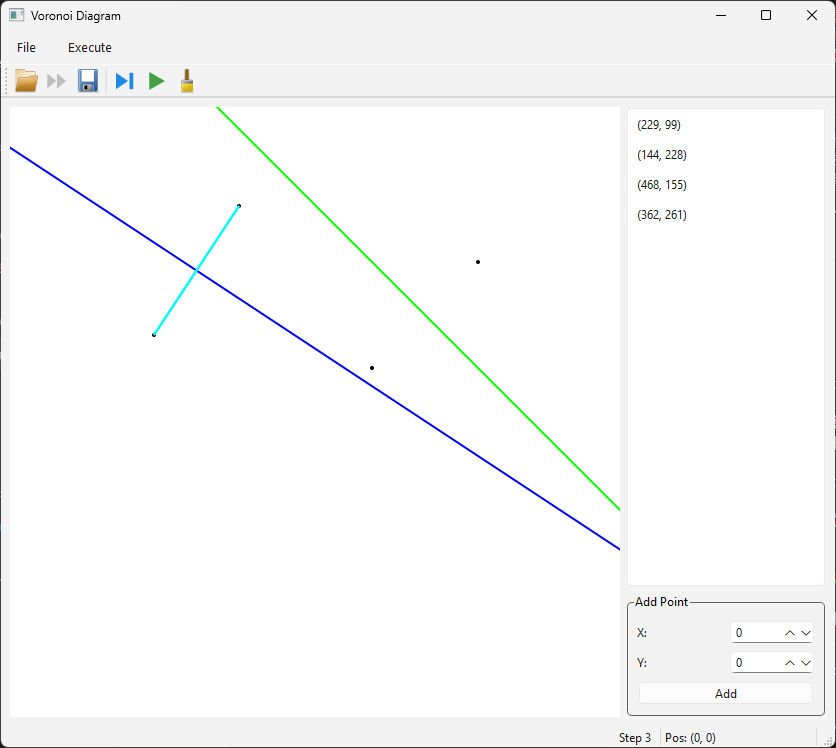 Voronoi Diagram
File Execute
(229, 99)
(144, 228)
(468, 155)
(362, 261)
Add Point
X: 0
Y: 0
Add
Step 3 Pos: (0, 0)